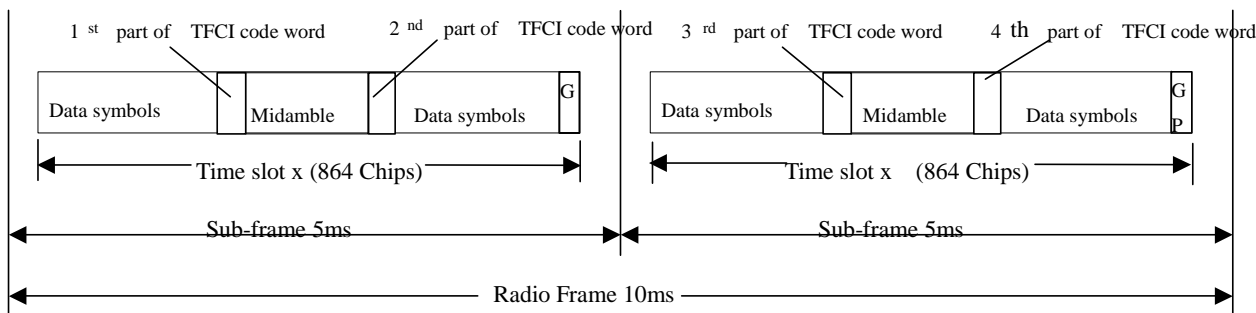 1 st part of TFCI code word 2 nd part of TFCI code word 3 rd part of TFCI code word 4 th part of TFCI code word
Data symbols Midamble Data symbols G Data symbols Midamble Data symbols G
P
Time slot x (864 Chips) Time slot x (864 Chips)
Sub-frame 5ms Sub-frame 5ms
Radio Frame 10ms